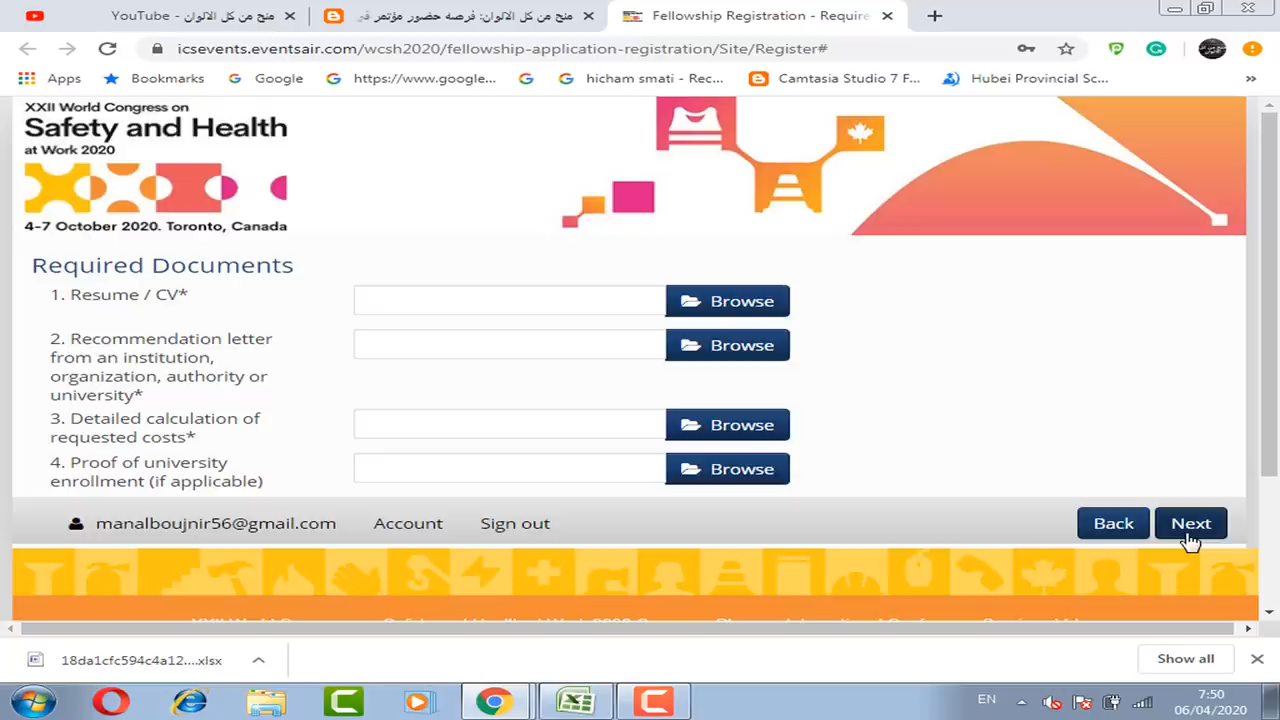 YouTube - منح من كل الالوان
منح من كل الالوان: فرصه حضور مؤتمر في
Fellowship Registration - Require
icsevents.eventsair.com/wcsh2020/fellowship-application-registration/Site/Register#
Apps
Bookmarks
Google
https://www.google...
hicham smati - Rec...
Camtasia Studio 7 F...
Hubei Provincial Sc...
»
XXII World Congress on
Safety and Health
at Work 2020
4-7 October 2020. Toronto, Canada
Required Documents
1. Resume / CV*
Browse
2. Recommendation letter
from an institution,
organization, authority or
university*
Browse
3. Detailed calculation of
requested costs*
Browse
4. Proof of university
enrollment (if applicable)
Browse
manalboujnir56@gmail.com
Account
Sign out
Back
Next
18da1cfc594c4a12....xlsx
Show all
EN
7:50
06/04/2020